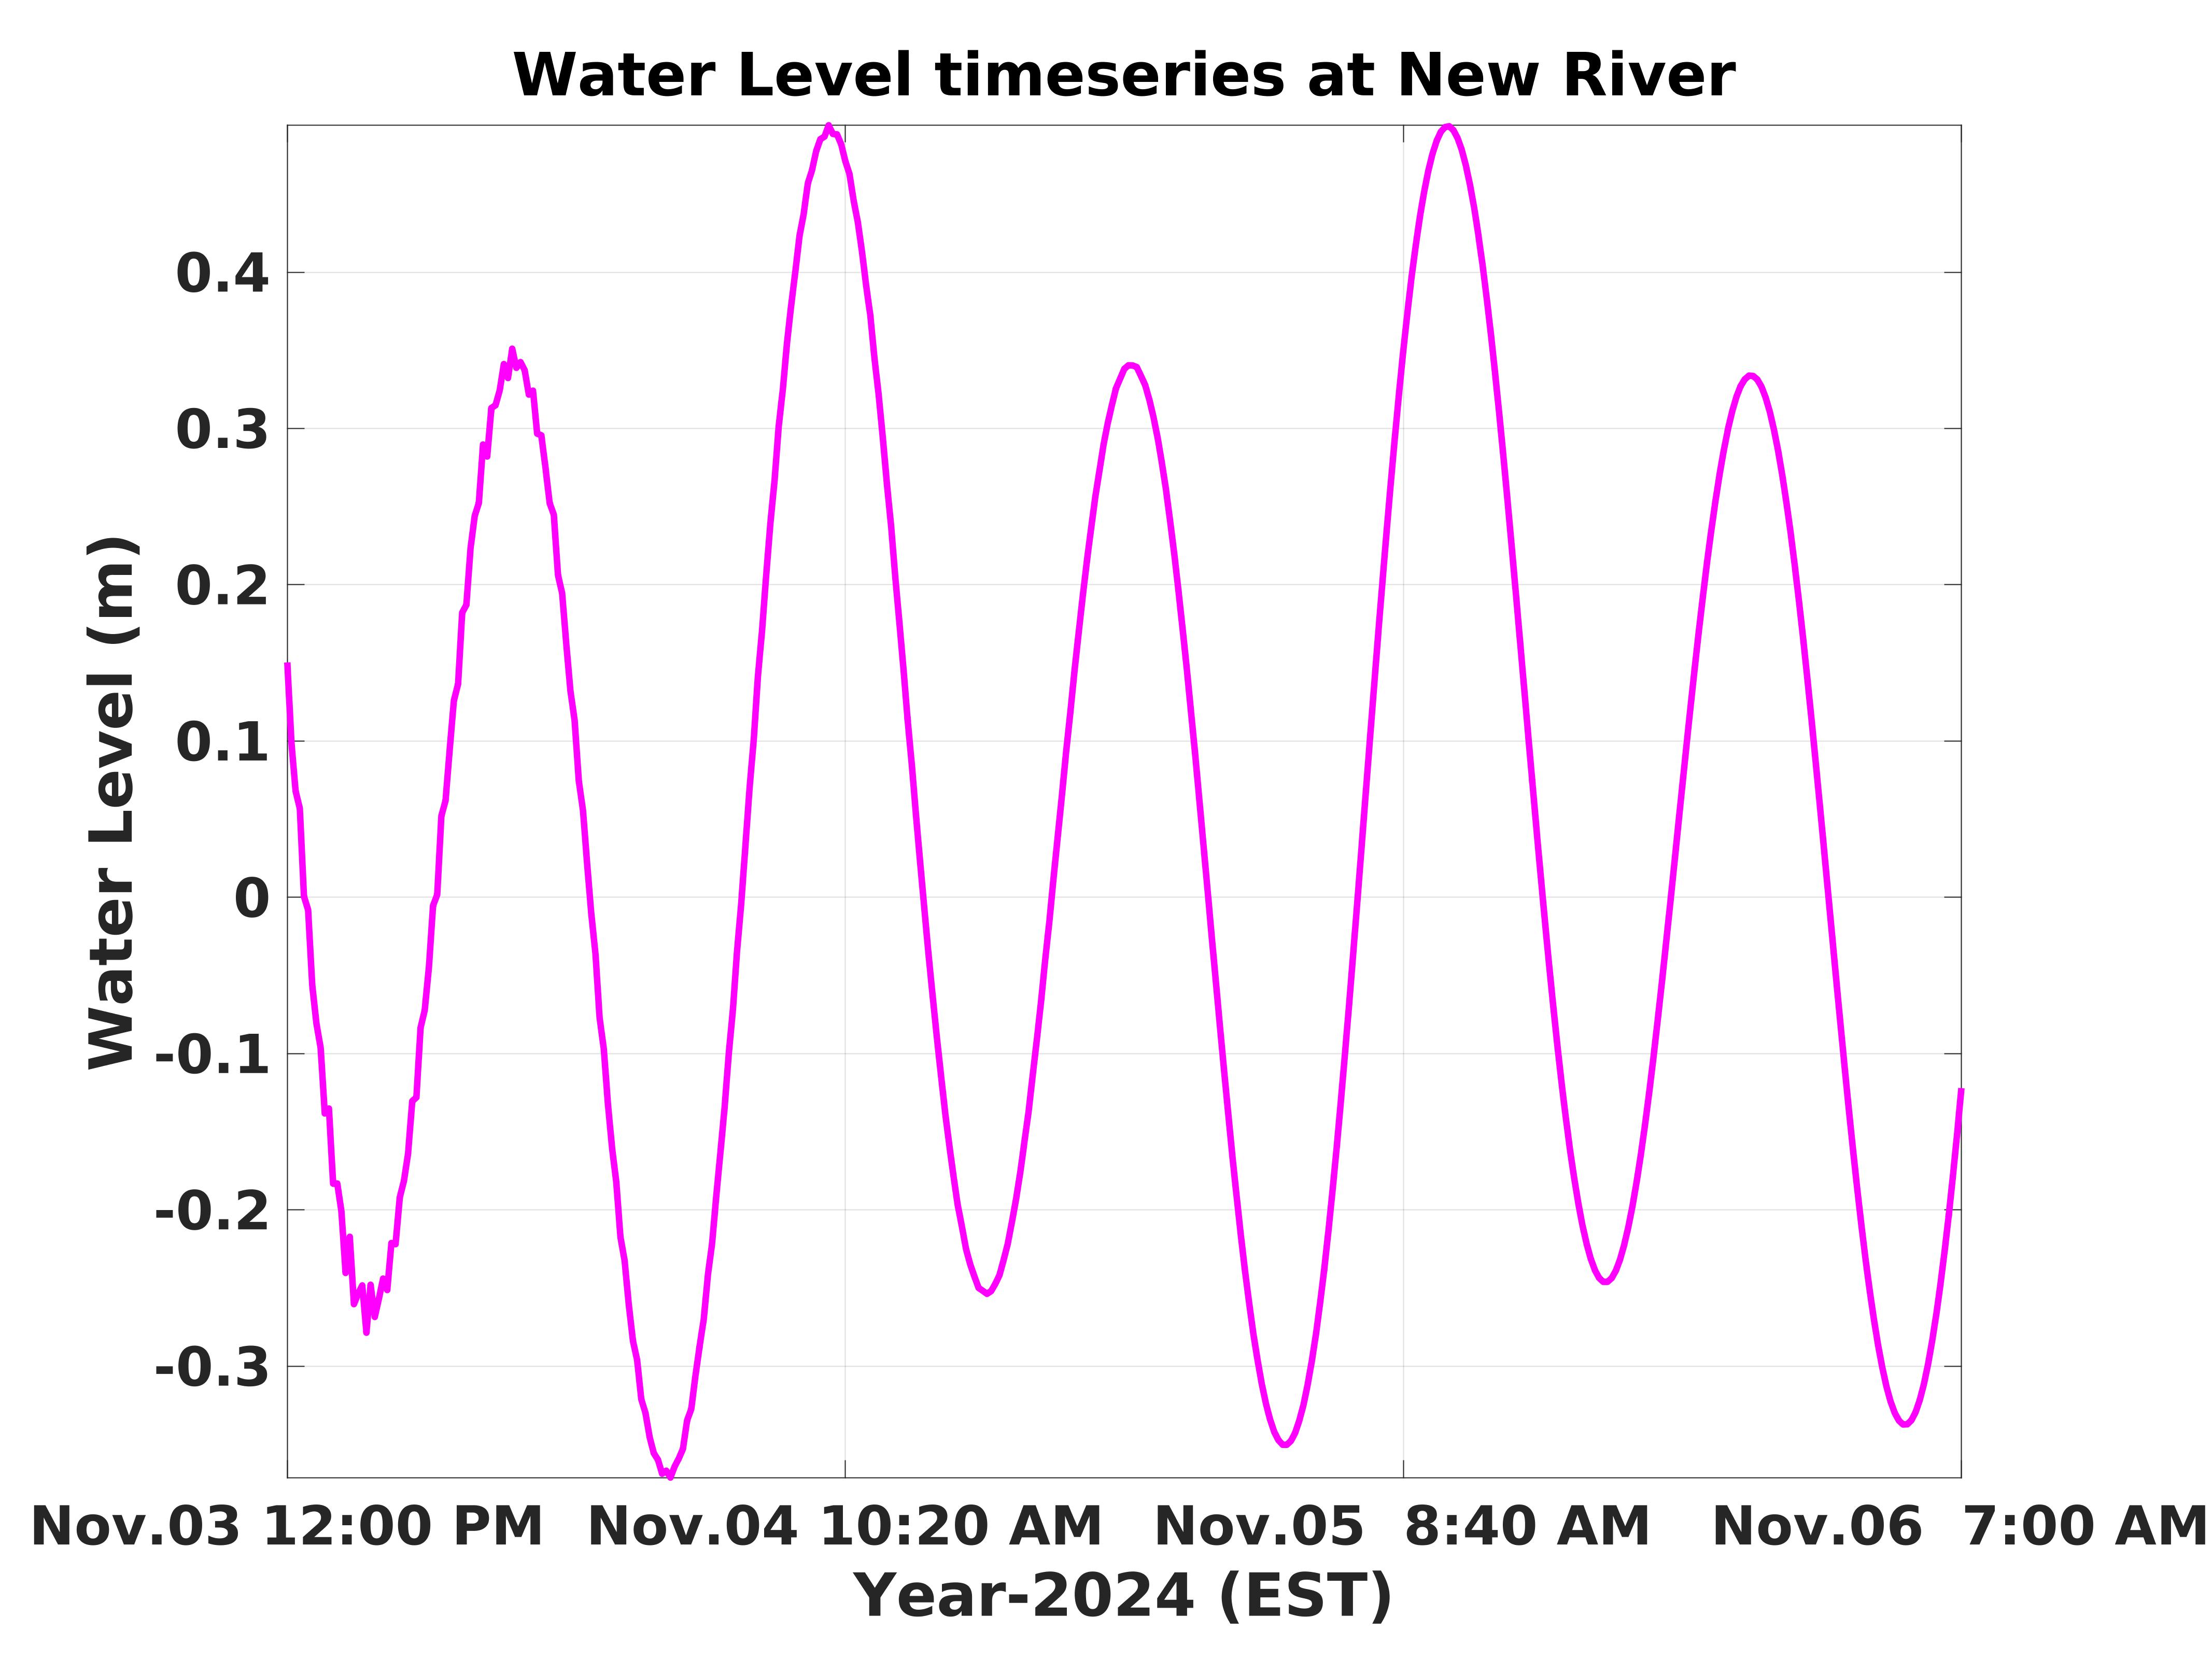 Water Level timeseries at New River
0.4
0.3
0.2
0.1
0
-0.1
-0.2
-0.3
Water Level (m)
Nov.03 12:00 PM Nov.04 10:20 AM Nov.05 8:40 AM Nov.06 7:00 AM
Year-2024 (EST)